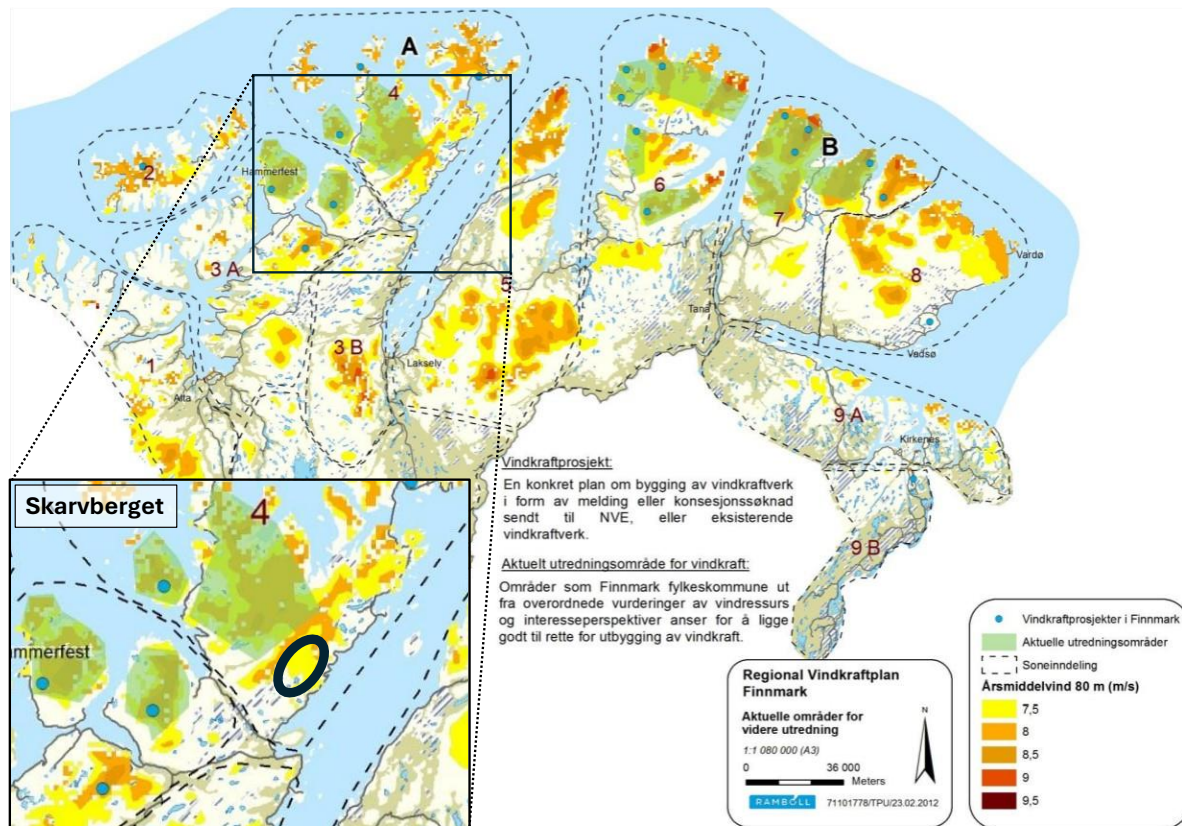 A
4
2
Hammerfest
B
6
7
3 A
Vardø
8
5
Tana
3 B
Vadsø
Lakselv
1
Alta
9 A
Kirkenes
Vindkraftprosjekt:
En konkret plan om bygging av vindkraftverk
i form av melding eller konsesjonssøknad
sendt til NVE, eller eksisterende
vindkraftverk.
Aktuelt utredningsområde for vindkraft:
Områder som Finnmark fylkeskommune ut
fra overordnede vurderinger av vindressurs
og interesseperspektiver anser for å ligge
godt til rette for utbygging av vindkraft.
9 B
Skarvberget
4
mmerfest
Regional Vindkraftplan
Finnmark
Aktuelle områder for
videre utredning
1:1 080 000 (A3)
0 36 000
Meters
N
RAMBOLL 71101778/TPU/23.02.2012
Vindkraftprosjekter i Finnmark
Aktuelle utredningsområder
Soneinndeling
Årsmiddelvind 80 m (m/s)
7,5
8
8,5
9
9,5